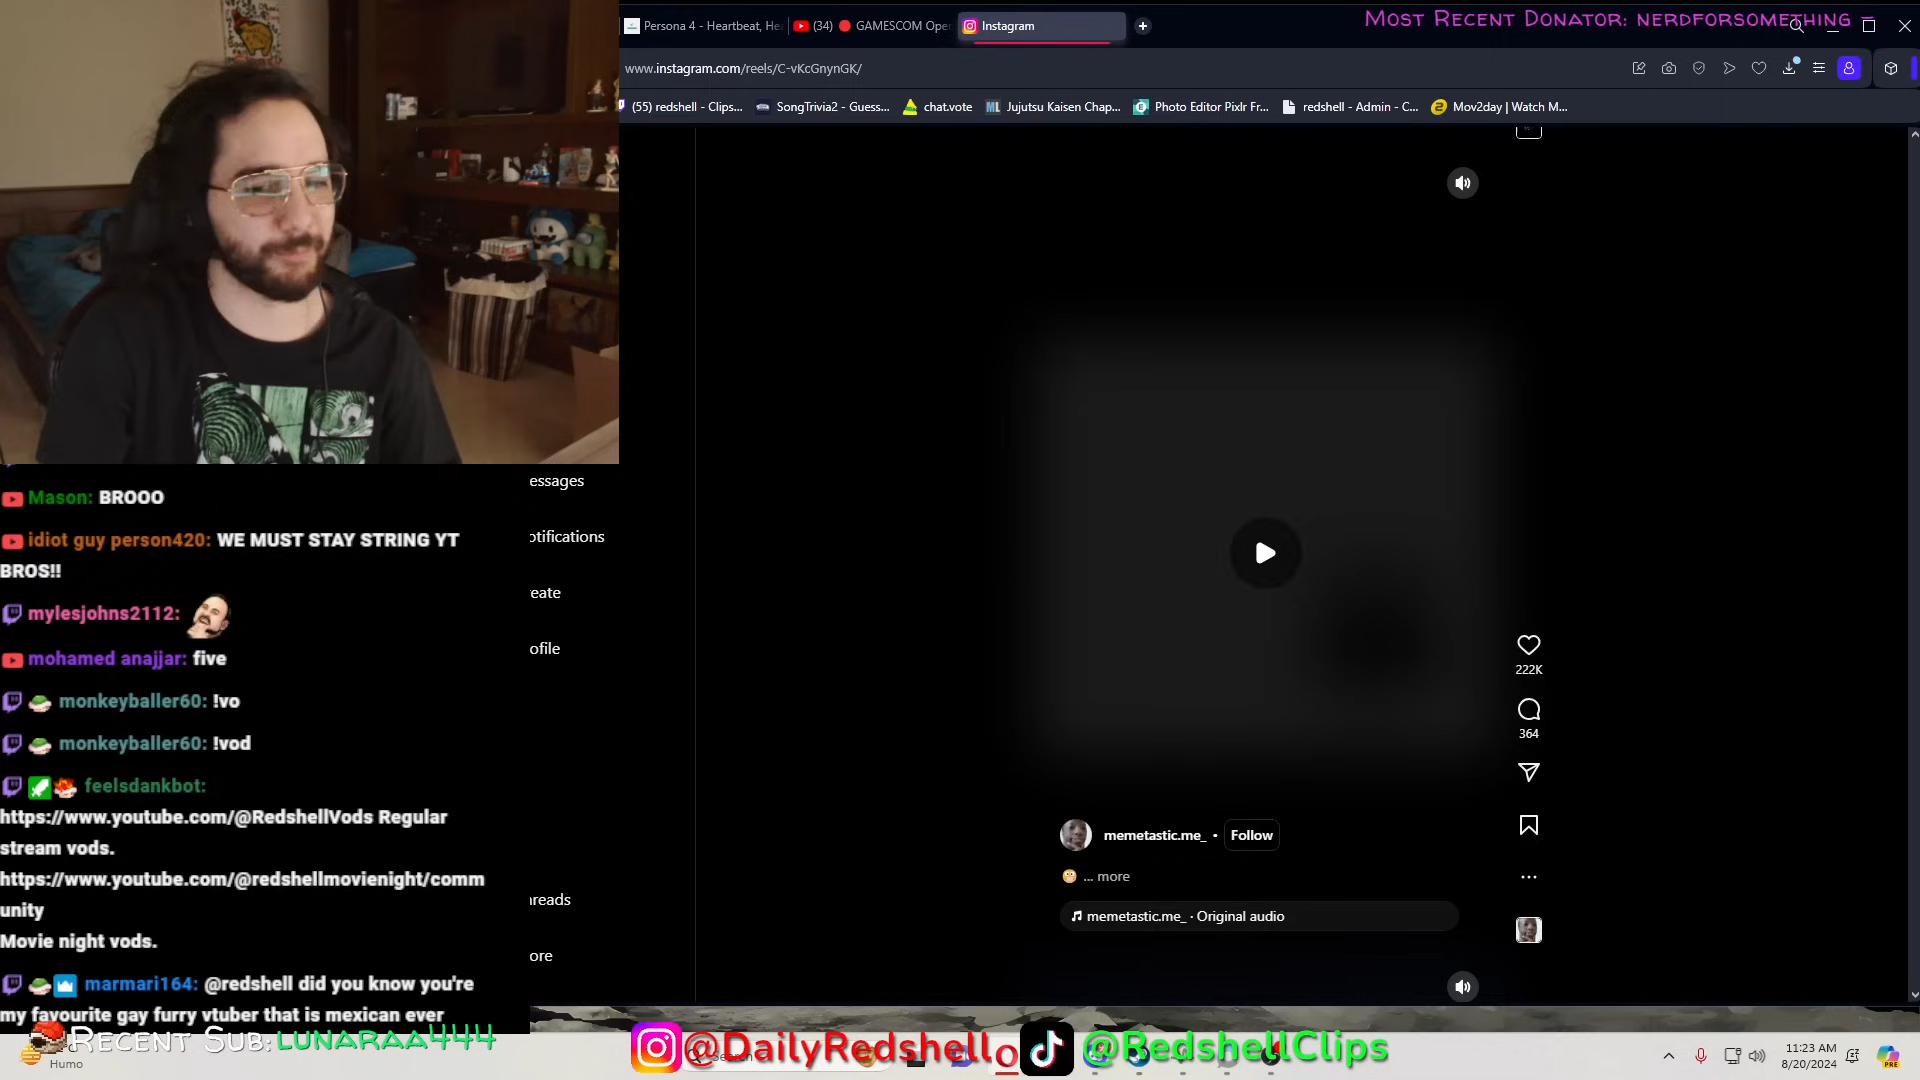 Persona 4 - Heartbeat, Hea
(34) 🔴 GAMESCOM Ope
Instagram
Most Recent Donator: nerdforsomething
www.instagram.com/reels/C-vKcGnynGK/
(55) redshell - Clips...
SongTrivia2 - Guess...
chat.vote
Jujutsu Kaisen Chap...
Photo Editor Pixlr Fr...
redshell - Admin - C...
Mov2day | Watch M...
essages
otifications
eate
ofile
reads
ore
Mason: BROOO
idiot guy person420: WE MUST STAY STRING YT
BROS!!
mylesjohns2112:
mohamed anajjar: five
monkeyballer60: !vo
monkeyballer60: !vod
feelsdankbot:
https://www.youtube.com/@RedshellVods Regular
stream vods.
https://www.youtube.com/@redshellmovienight/comm
unity
Movie night vods.
marmari164: @redshell did you know you're
my favourite gay furry vtuber that is mexican ever
222K
364
memetastic.me_ • Follow
😬 ... more
memetastic.me_ · Original audio
Recent Sub: lunaraa444
Humo
@DailyRedshell
@RedshellClips
11:23 AM
8/20/2024
PRE